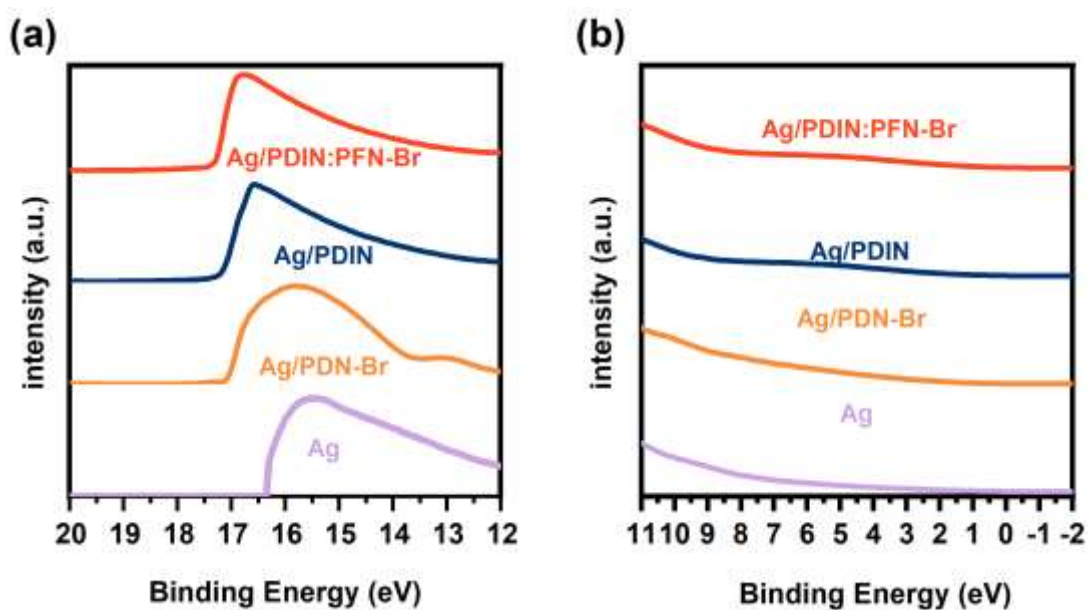 (a)
intensity (a.u.)
Ag/PDIN:PFN-Br
Ag/PDIN
Ag/PDN-Br
Ag
20 19 18 17 16 15 14 13 12
Binding Energy (eV)
(b)
intensity (a.u.)
Ag/PDIN:PFN-Br
Aq/PDIN
Ag/PDN-Br
Ag
11 10 9 8 7 6 5 4 3 2 1 0 -1 -2
Binding Energy (eV)